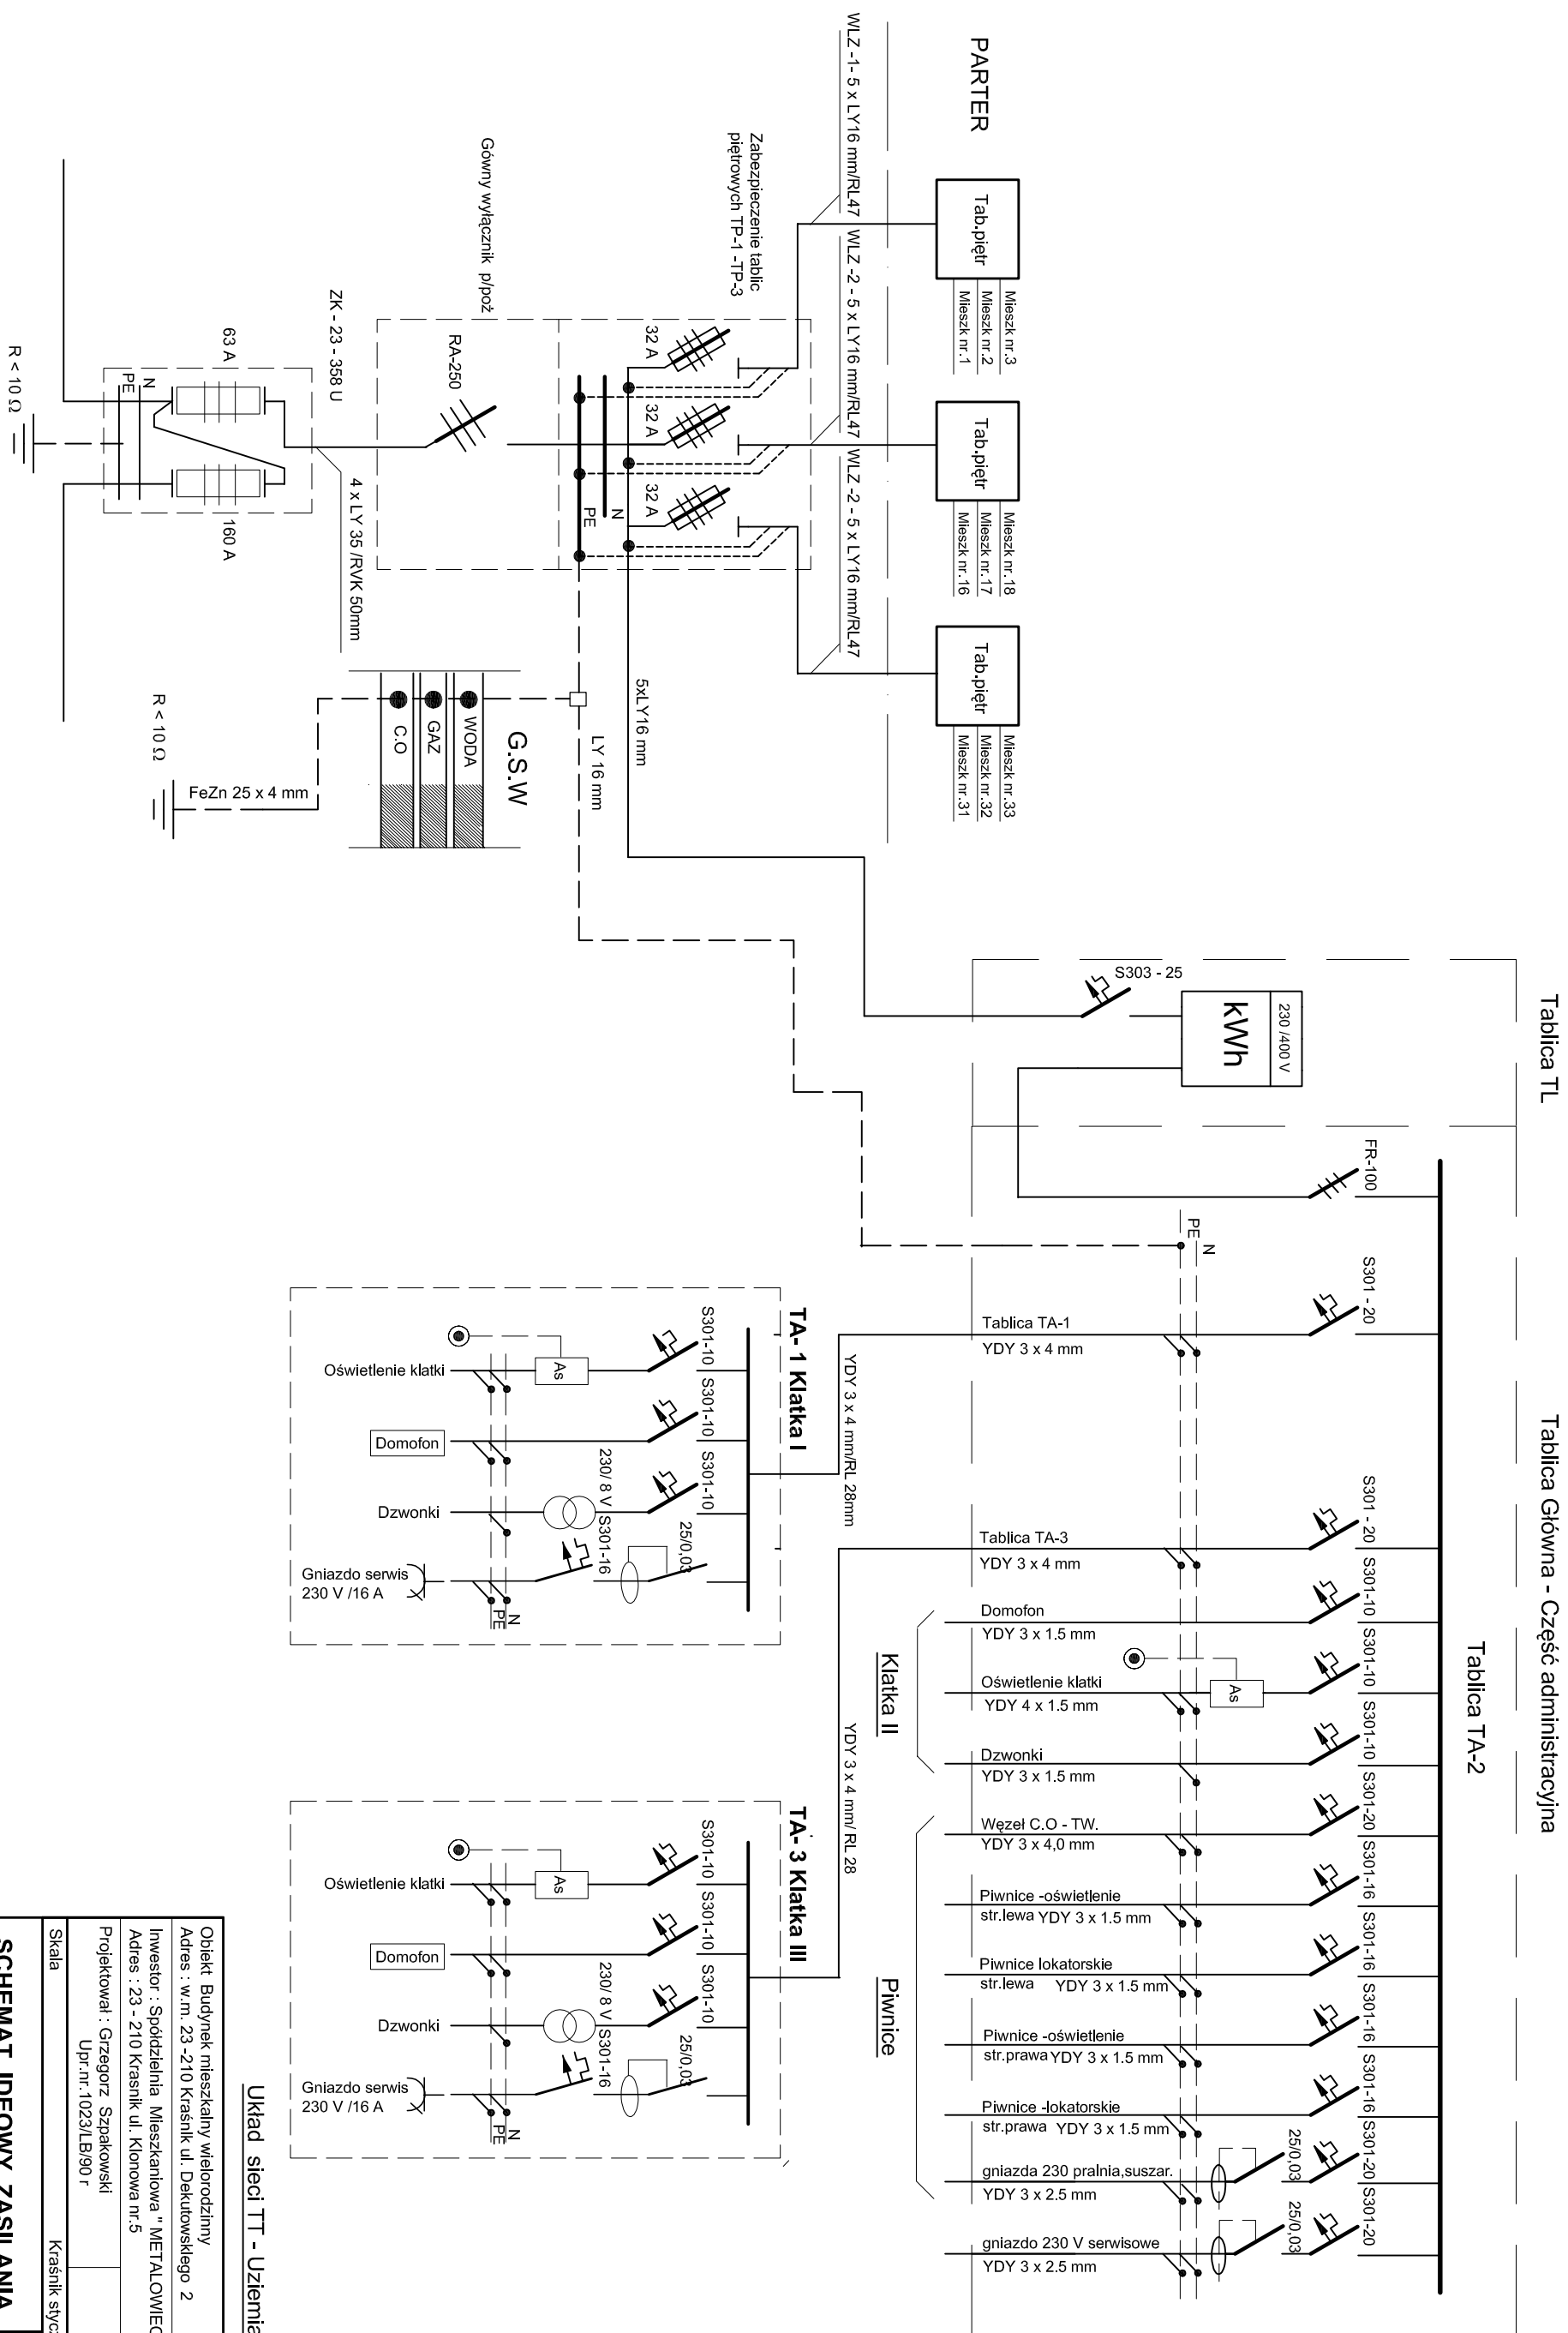 Tablica TL
Tablica Główna - Część administracyjna
Tablica TA-2
PARTER
Tab.piętr
Mieszk nr.3
Mieszk nr.2
Mieszk nr.1
Tab.piętr
Mieszk nr.18
Mieszk nr.17
Mieszk nr.16
Tab.piętr
Mieszk nr.33
Mieszk nr.32
Mieszk nr.31
WLZ -1- 5 x LY16 mm/RL47
WLZ -2 - 5 x LY16 mm/RL47
WLZ -2 - 5 x LY16 mm/RL47
Zabezpieczenie tablic
piętrowych TP-1 -TP-3
32 A
32 A
32 A
N
PE
5xLY16 mm
LY 16 mm
Gówny wyłącznik p/poż
RA-250
ZK - 23 - 358 U
4 x LY 35 /RVK 50mm
63 A
160 A
N
PE
R < 10 Ω
G.S.W
WODA
GAZ
C.O
FeZn 25 x 4 mm
R < 10 Ω
S303 - 25
230 /400 V
kWh
FR-100
PE
N
S301 - 20
Tablica TA-1
YDY 3 x 4 mm
S301 - 20
Tablica TA-3
YDY 3 x 4 mm
S301-10
Domofon
YDY 3 x 1.5 mm
S301-10
As
Oświetlenie klatki
YDY 4 x 1.5 mm
S301-10
Dzwonki
YDY 3 x 1.5 mm
Klatka II
S301-20
Węzeł C.O - TW.
YDY 3 x 4,0 mm
S301-16
Piwnice -oświetlenie
str.lewa YDY 3 x 1.5 mm
S301-16
Piwnice lokatorskie
str.lewa YDY 3 x 1.5 mm
S301-16
Piwnice -oświetlenie
str.prawa YDY 3 x 1.5 mm
S301-16
Piwnice -lokatorskie
str.prawa YDY 3 x 1.5 mm
S301-20
25/0,03
gniazda 230 pralnia,suszar.
YDY 3 x 2.5 mm
Piwnice
S301-20
25/0,03
gniazdo 230 V serwisowe
YDY 3 x 2.5 mm
YDY 3 x 4 mm/RL 28mm
TA- 1 Klatka I
S301-10
S301-10
S301-10
25/0,03
As
230/ 8 V
S301-16
N
PE
Oświetlenie klatki
Domofon
Dzwonki
Gniazdo serwis
230 V /16 A
YDY 3 x 4 mm/ RL 28
TA- 3 Klatka III
S301-10
S301-10
S301-10
25/0,03
As
230/ 8 V
S301-16
N
PE
Oświetlenie klatki
Domofon
Dzwonki
Gniazdo serwis
230 V /16 A
Układ sieci TT - Uziemia
Obiekt Budynek mieszkalny wielorodzinny
Adres : w.m. 23 -210 Kraśnik ul. Dekutowsklego 2
Inwestor : Spółdzielnia Mieszkaniowa " METALOWIEC
Adres : 23 - 210 Krasnik ul. Klonowa nr.5
Projektował : Grzegorz Szpakowski
Upr.nr.1023/LB/90 r
Skala
Kraśnik stycz
SCHEMAT IDEOWY ZASILANIA